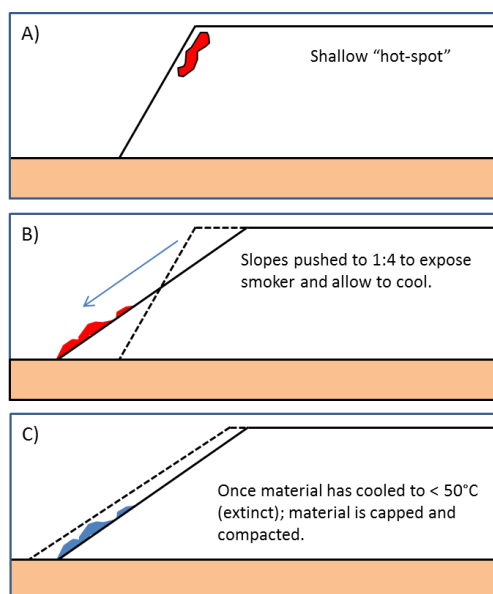 A)
Shallow “hot-spot”
B)
Slopes pushed to 1:4 to expose
smoker and allow to cool.
C)
Once material has cooled to < 50°C
(extinct); material is capped and
compacted.